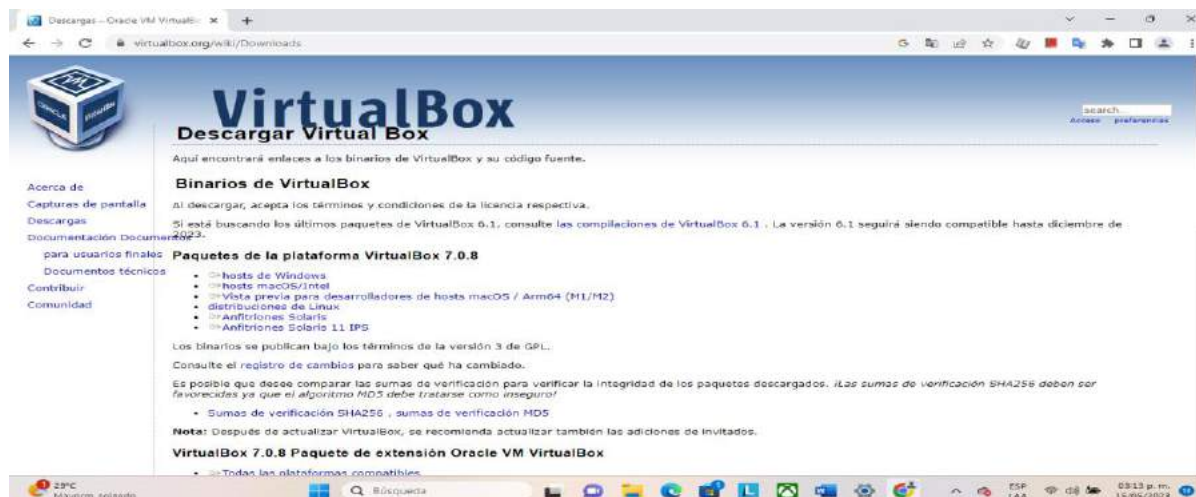 Descargas – Oracle VM VirtualB
virtualbox.org/wiki/Downloads
VirtualBox
search
Acceso preferencias
Descargar Virtual Box
Aquí encontrará enlaces a los binarios de VirtualBox y su código fuente.
Acerca de
Capturas de pantalla
Descargas
Documentación Documentos
para usuarios finales
Documentos técnicos
Contribuir
Comunidad
Binarios de VirtualBox
Al descargar, acepta los términos y condiciones de la licencia respectiva.
Si está buscando los últimos paquetes de VirtualBox 6.1, consulte las compilaciones de VirtualBox 6.1 . La versión 6.1 seguirá siendo compatible hasta diciembre de
2023.
Paquetes de la plataforma VirtualBox 7.0.8
hosts de Windows
hosts macOS/Intel
Vista previa para desarrolladores de hosts macOS / Arm64 (M1/M2)
distribuciones de Linux
Anfitriones Solaris
Anfitriones Solaris 11 IPS
Los binarios se publican bajo los términos de la versión 3 de GPL.
Consulte el registro de cambios para saber qué ha cambiado.
Es posible que desee comparar las sumas de verificación para verificar la integridad de los paquetes descargados. ¡Las sumas de verificación SHA256 deben ser
favorecidas ya que el algoritmo MD5 debe tratarse como inseguro!
Sumas de verificación SHA256 , sumas de verificación MD5
Nota: Después de actualizar VirtualBox, se recomienda actualizar también las adiciones de invitados.
VirtualBox 7.0.8 Paquete de extensión Oracle VM VirtualBox
Todas las plataformas compatibles
29°C
Mayorm. soleado
Búsqueda
ESP
LAA
03:13 p. m.
15/05/2023